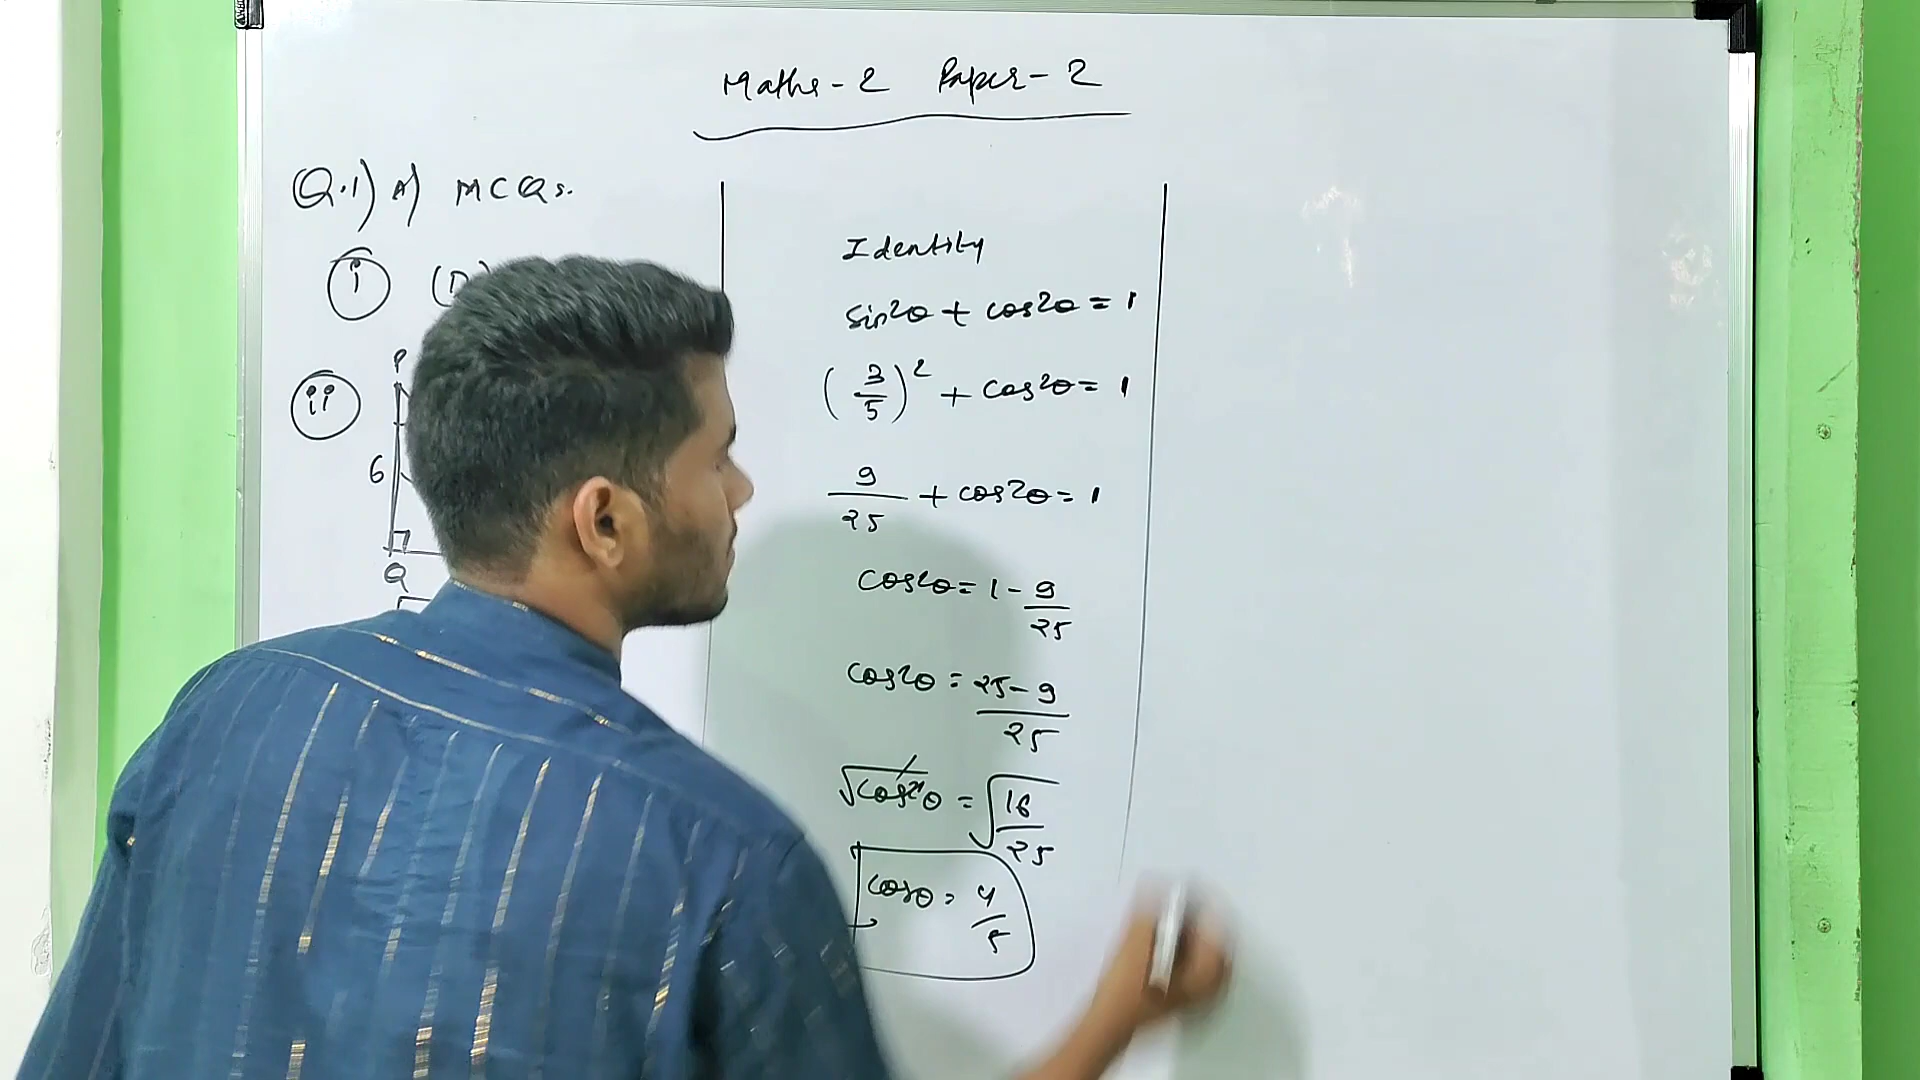 Maths-2 Paper-2
Q.1) A) MCQs.
i (D)
ii P
6
Q
Identity
sin²θ + cos²θ = 1
(3/5)² + cos²θ = 1
9/25 + cos²θ = 1
cos²θ = 1 - 9/25
cos²θ = 25-9/25
√cos²θ = √16/25
cosθ = 4/5